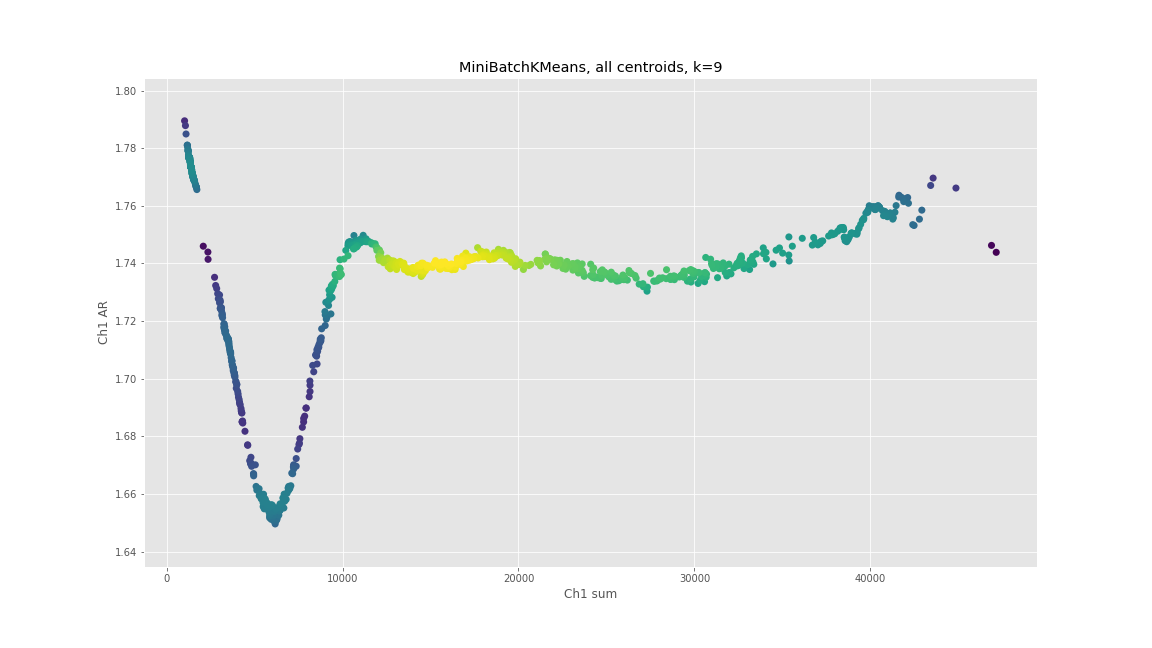 MiniBatchKMeans, all centroids, k=9
1.80
1.78
1.76
1.74
1.72
1.70
1.68
1.66
1.64
Ch1 AR
0 10000 20000 30000 40000
Ch1 sum